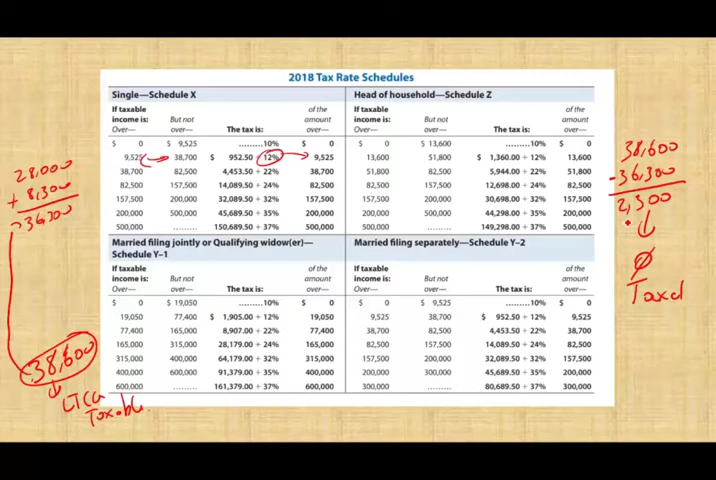 2018 Tax Rate Schedules
Single—Schedule X
If taxable income is: Over— But not over— The tax is: of the amount over—
$ 0 $ 9,525 .........10% $ 0
9,525 38,700 $ 952.50 + 12% 9,525
38,700 82,500 4,453.50 + 22% 38,700
82,500 157,500 14,089.50 + 24% 82,500
157,500 200,000 32,089.50 + 32% 157,500
200,000 500,000 45,689.50 + 35% 200,000
500,000 ......... 150,689.50 + 37% 500,000
Head of household—Schedule Z
If taxable income is: Over— But not over— The tax is: of the amount over—
$ 0 $ 13,600 .........10% $ 0
13,600 51,800 $ 1,360.00 + 12% 13,600
51,800 82,500 5,944.00 + 22% 51,800
82,500 157,500 12,698.00 + 24% 82,500
157,500 200,000 30,698.00 + 32% 157,500
200,000 500,000 44,298.00 + 35% 200,000
500,000 ......... 149,298.00 + 37% 500,000
Married filing jointly or Qualifying widow(er)—
Schedule Y–1
If taxable income is: Over— But not over— The tax is: of the amount over—
$ 0 $ 19,050 .........10% $ 0
19,050 77,400 $ 1,905.00 + 12% 19,050
77,400 165,000 8,907.00 + 22% 77,400
165,000 315,000 28,179.00 + 24% 165,000
315,000 400,000 64,179.00 + 32% 315,000
400,000 600,000 91,379.00 + 35% 400,000
600,000 ......... 161,379.00 + 37% 600,000
Married filing separately—Schedule Y–2
If taxable income is: Over— But not over— The tax is: of the amount over—
$ 0 $ 9,525 .........10% $ 0
9,525 38,700 $ 952.50 + 12% 9,525
38,700 82,500 4,453.50 + 22% 38,700
82,500 157,500 14,089.50 + 24% 82,500
157,500 200,000 32,089.50 + 32% 157,500
200,000 300,000 45,689.50 + 35% 200,000
300,000 ......... 80,689.50 + 37% 300,000
28,000
+ 8,300
36,300
38,600
LTCG
Taxable
38,600
- 36,300
2,300
0
Taxd